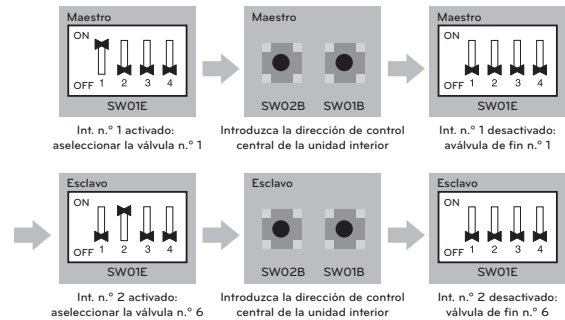 Maestro
ON
OFF 1 2 3 4
SW01E
Int. n.º 1 activado:
aseleccionar la válvula n.º 1
Maestro
SW02B SW01B
Introduzca la dirección de control
central de la unidad interior
Maestro
ON
OFF 1 2 3 4
SW01E
Int. n.º 1 desactivado:
aválvula de fin n.º 1
Esclavo
ON
OFF 1 2 3 4
SW01E
Int. n.º 2 activado:
aseleccionar la válvula n.º 6
Esclavo
SW02B SW01B
Introduzca la dirección de control
central de la unidad interior
Esclavo
ON
OFF 1 2 3 4
SW01E
Int. n.º 2 desactivado:
válvula de fin n.º 6